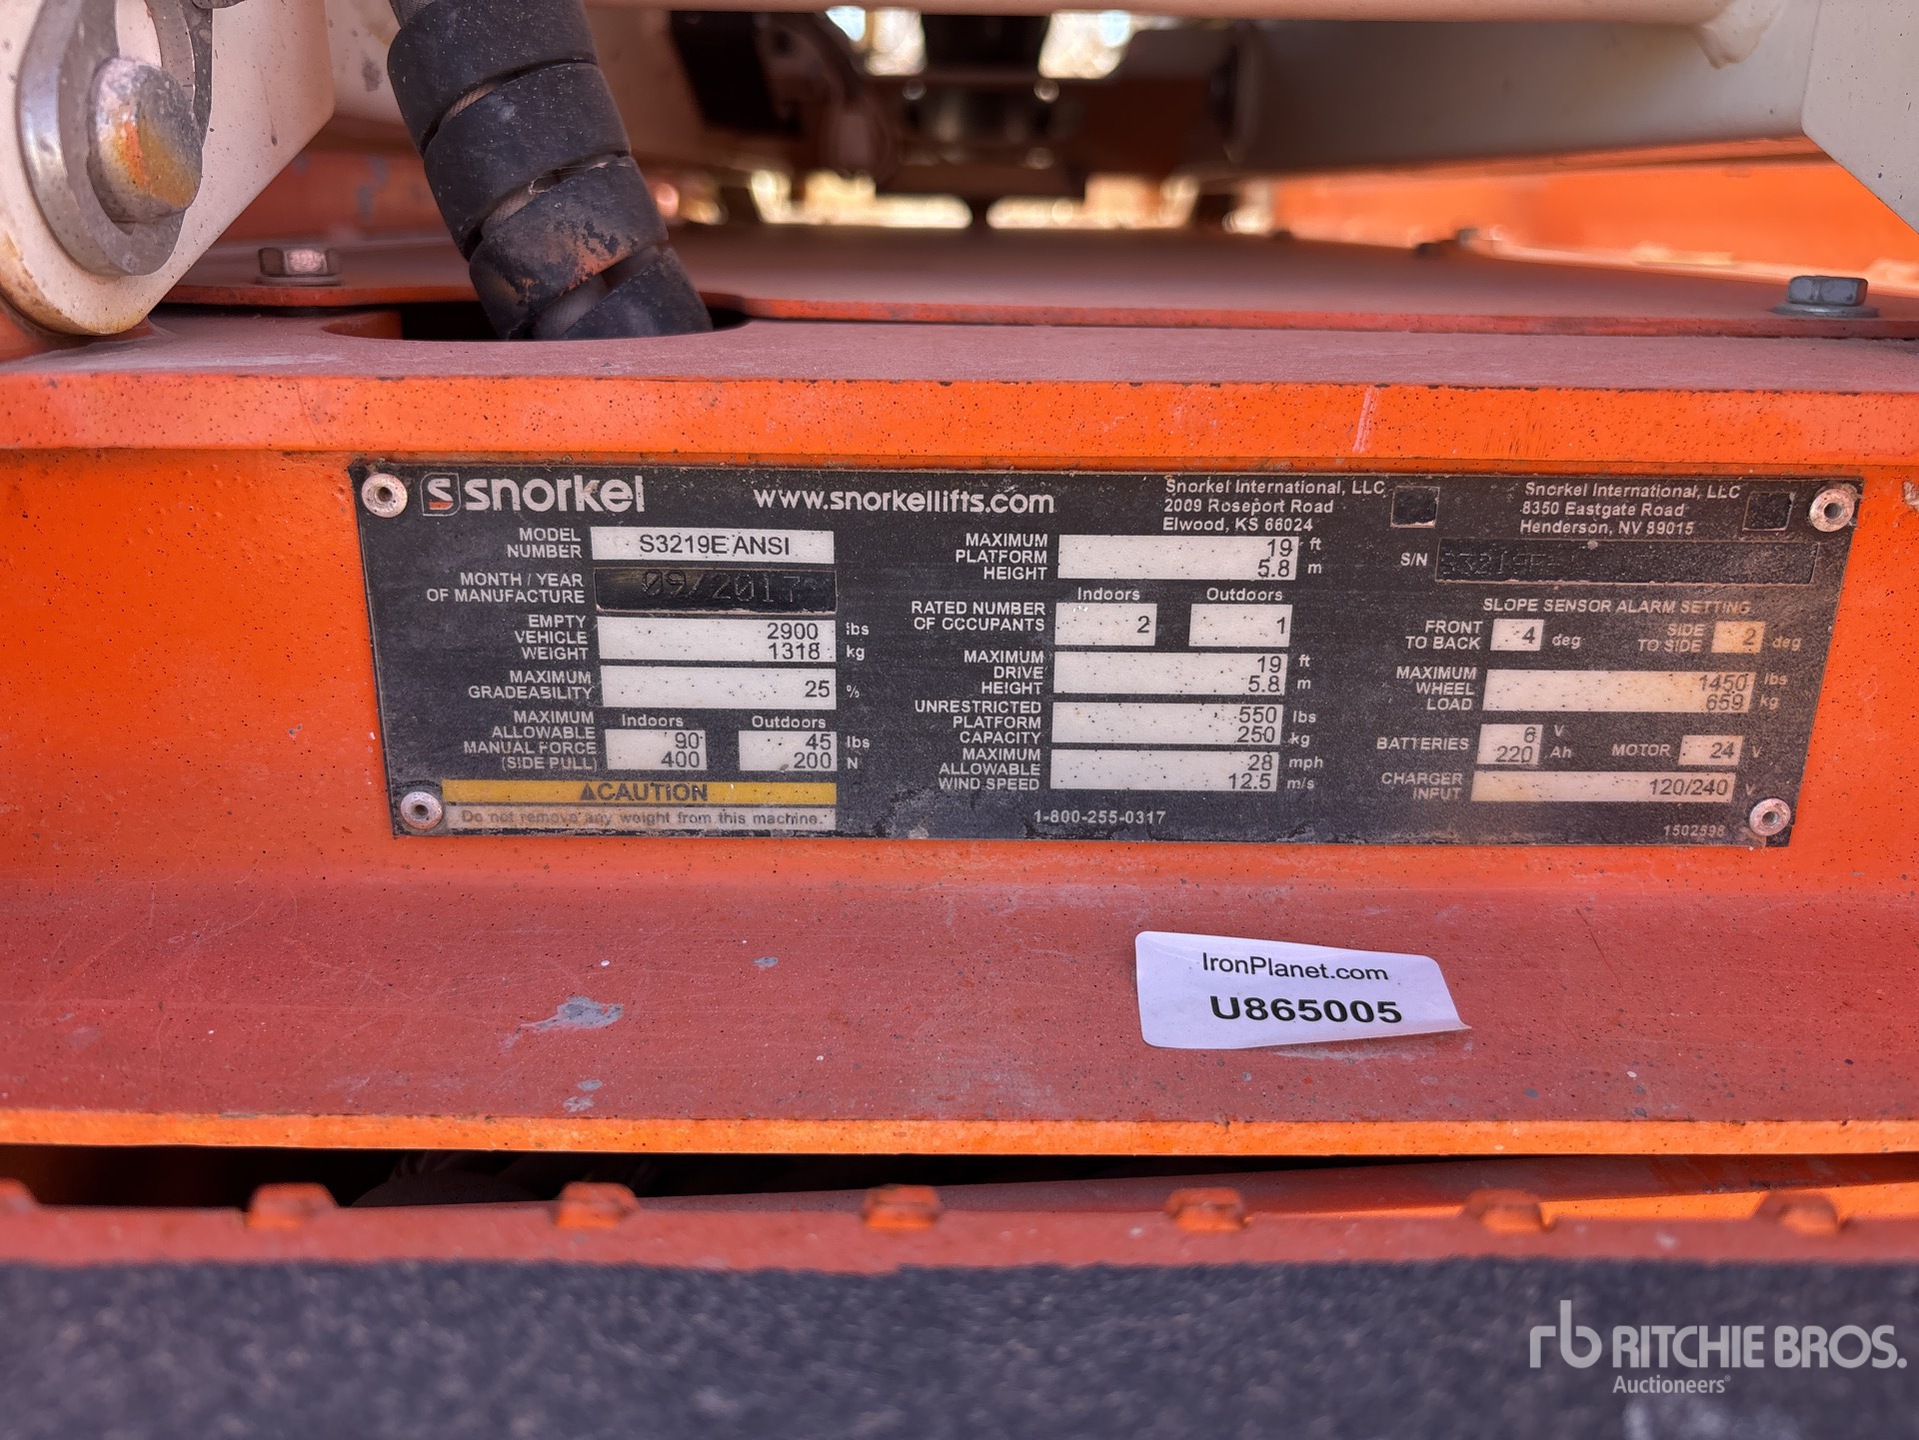 snorkel
www.snorkellifts.com
Snorkel International, LLC
2009 Roseport Road
Elwood, KS 66024
Snorkel International, LLC
8350 Eastgate Road
Henderson, NV 89015
MODEL
NUMBER
S3219E ANSI
MONTH / YEAR
OF MANUFACTURE
09/2017
EMPTY
VEHICLE
WEIGHT
2900 lbs
1318 kg
MAXIMUM
GRADEABILITY
25 %
MAXIMUM
ALLOWABLE
MANUAL FORCE
(SIDE PULL)
Indoors
90
400
Outdoors
45 lbs
200 N
CAUTION
Do not remove any weight from this machine.
MAXIMUM
PLATFORM
HEIGHT
19 ft
5.8 m
RATED NUMBER
OF OCCUPANTS
Indoors
2
Outdoors
1
MAXIMUM
DRIVE
HEIGHT
19 ft
5.8 m
UNRESTRICTED
PLATFORM
CAPACITY
550 lbs
250 kg
MAXIMUM
ALLOWABLE
WIND SPEED
28 mph
12.5 m/s
1-800-255-0317
S/N
SLOPE SENSOR ALARM SETTING
FRONT
TO BACK
4 deg
SIDE
TO SIDE
2 deg
MAXIMUM
WHEEL
LOAD
1450 lbs
659 kg
BATTERIES
6 V
220 Ah
MOTOR 24 V
CHARGER
INPUT
120/240 V
1502598
IronPlanet.com
U865005
rb RITCHIE BROS.
Auctioneers®